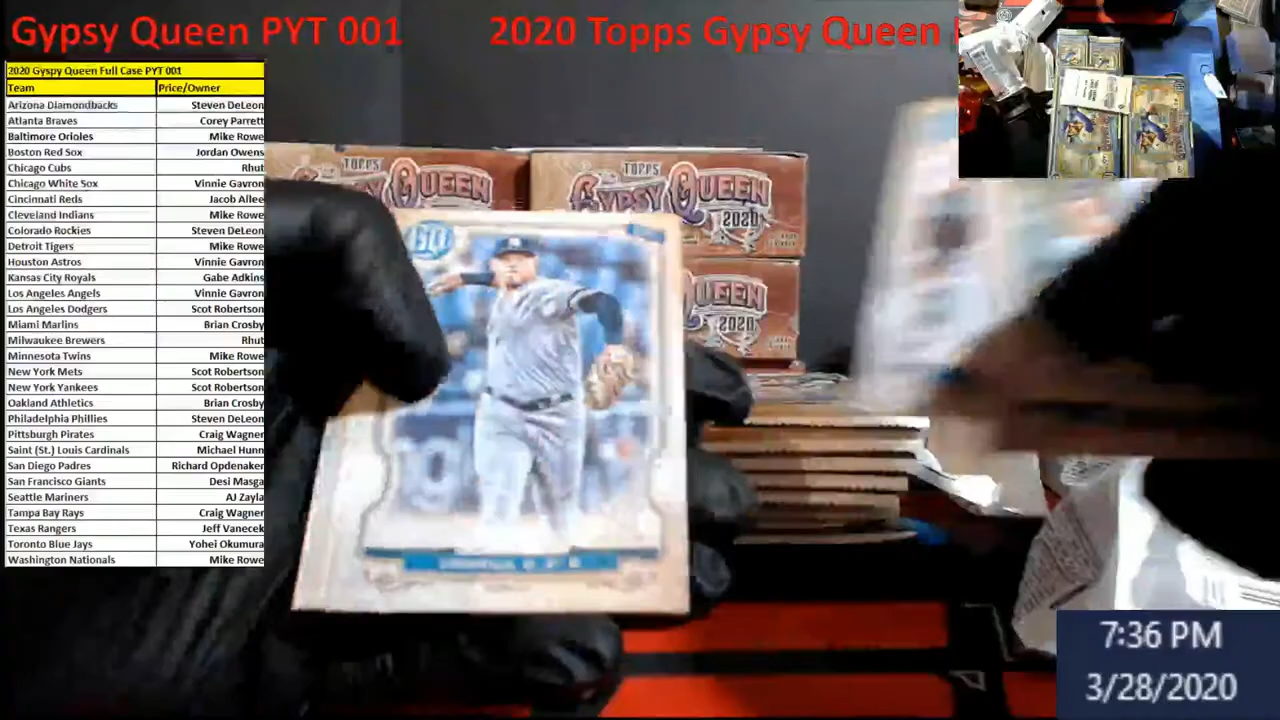 Gypsy Queen PYT 001
2020 Topps Gypsy Queen
2020 Gyspy Queen Full Case PYT 001
Team Price/Owner
Arizona Diamondbacks Steven DeLeon
Atlanta Braves Corey Parrett
Baltimore Orioles Mike Rowe
Boston Red Sox Jordan Owens
Chicago Cubs Rhut
Chicago White Sox Vinnie Gavron
Cincinnati Reds Jacob Allee
Cleveland Indians Mike Rowe
Colorado Rockies Steven DeLeon
Detroit Tigers Mike Rowe
Houston Astros Vinnie Gavron
Kansas City Royals Gabe Adkins
Los Angeles Angels Vinnie Gavron
Los Angeles Dodgers Scot Robertson
Miami Marlins Brian Crosby
Milwaukee Brewers Rhut
Minnesota Twins Mike Rowe
New York Mets Scot Robertson
New York Yankees Scot Robertson
Oakland Athletics Brian Crosby
Philadelphia Phillies Steven DeLeon
Pittsburgh Pirates Craig Wagner
Saint (St.) Louis Cardinals Michael Hunn
San Diego Padres Richard Opdenaker
San Francisco Giants Desi Masga
Seattle Mariners AJ Zayla
Tampa Bay Rays Craig Wagner
Texas Rangers Jeff Vanecek
Toronto Blue Jays Yohei Okumura
Washington Nationals Mike Rowe
TOPPS
QUEEN
TOPPS
GYPSY QUEEN
2020
QUEEN
2020
GQ
7:36 PM
3/28/2020